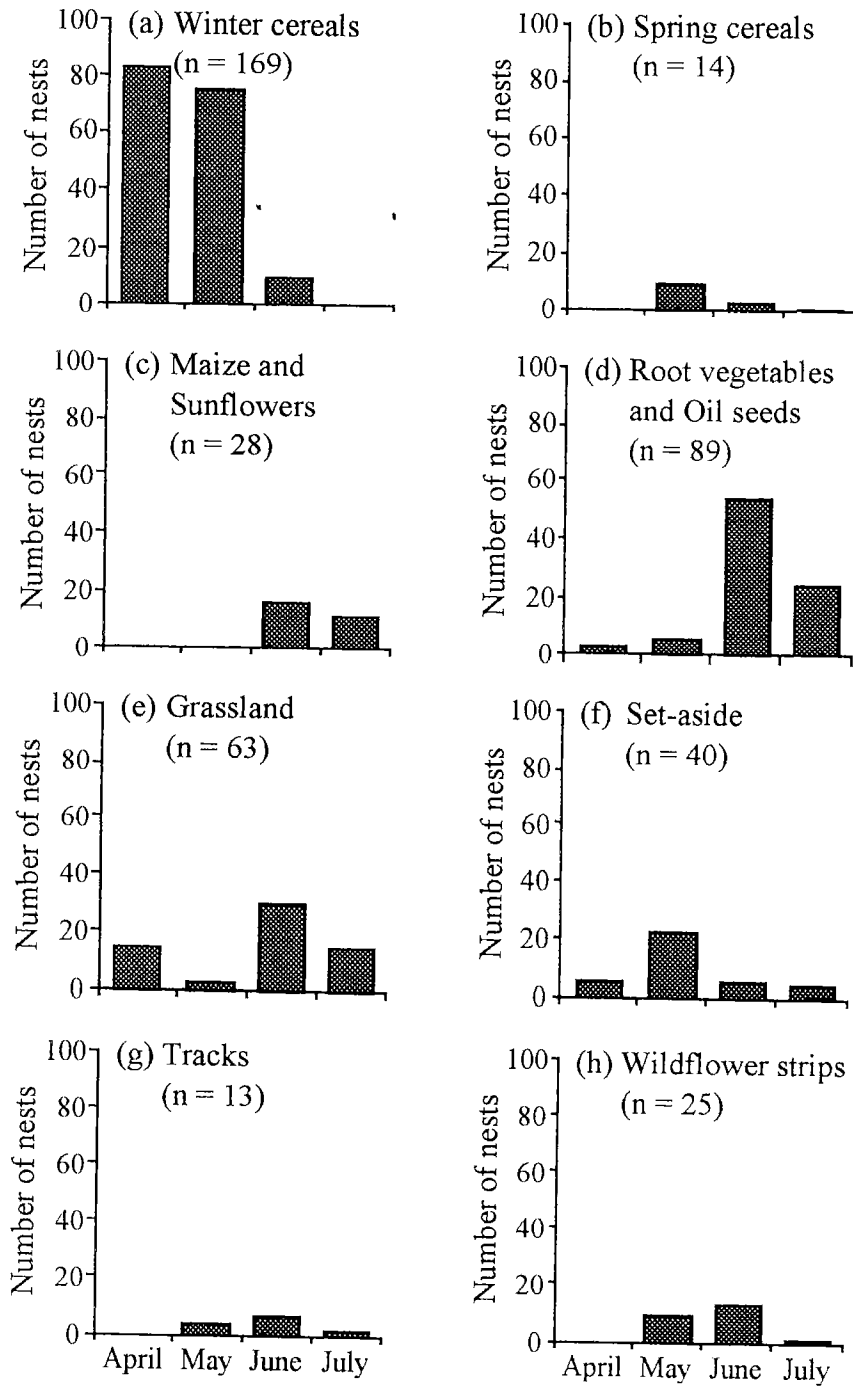 (a) Winter cereals
(n = 169)
Number of nests
100
80
60
40
20
0
(b) Spring cereals
(n = 14)
Number of nests
100
80
60
40
20
0
(c) Maize and
Sunflowers
(n = 28)
Number of nests
100
80
60
40
20
0
(d) Root vegetables
and Oil seeds
(n = 89)
Number of nests
100
80
60
40
20
0
(e) Grassland
(n = 63)
Number of nests
100
80
60
40
20
0
(f) Set-aside
(n = 40)
Number of nests
100
80
60
40
20
0
(g) Tracks
(n = 13)
Number of nests
100
80
60
40
20
0
April May June July
(h) Wildflower strips
(n = 25)
Number of nests
100
80
60
40
20
0
April May June July